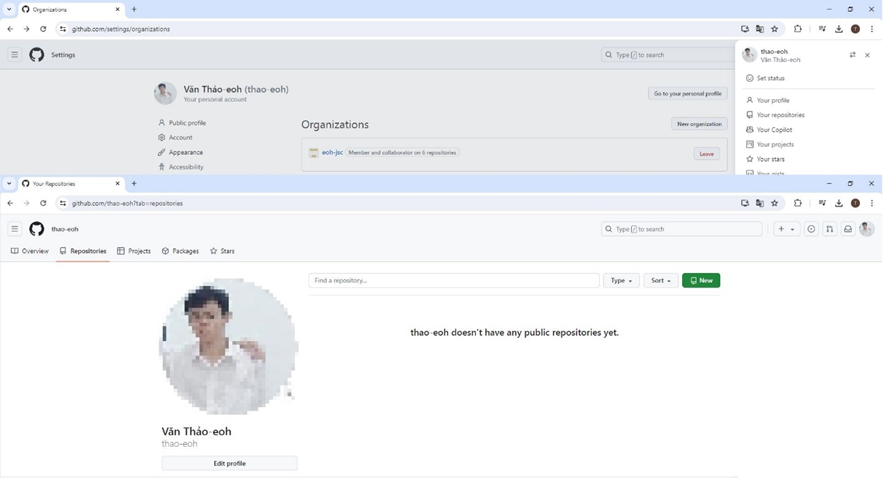 Organizations
github.com/settings/organizations
Settings
Type / to search
thao-eoh
Văn Thảo-eoh
Set status
Văn Thảo-eoh (thao-eoh)
Your personal account
Go to your personal profile
Your profile
Your repositories
Public profile
Organizations
New organization
Your Copilot
Account
Your projects
Appearance
eoh-jsc
Member and collaborator on 6 repositories
Leave
Your stars
Accessibility
Your Repositories
github.com/thao-eoh?tab=repositories
thao-eoh
Type / to search
Overview
Repositories
Projects
Packages
Stars
Find a repository...
Type
Sort
New
thao-eoh doesn't have any public repositories yet.
Văn Thảo-eoh
thao-eoh
Edit profile